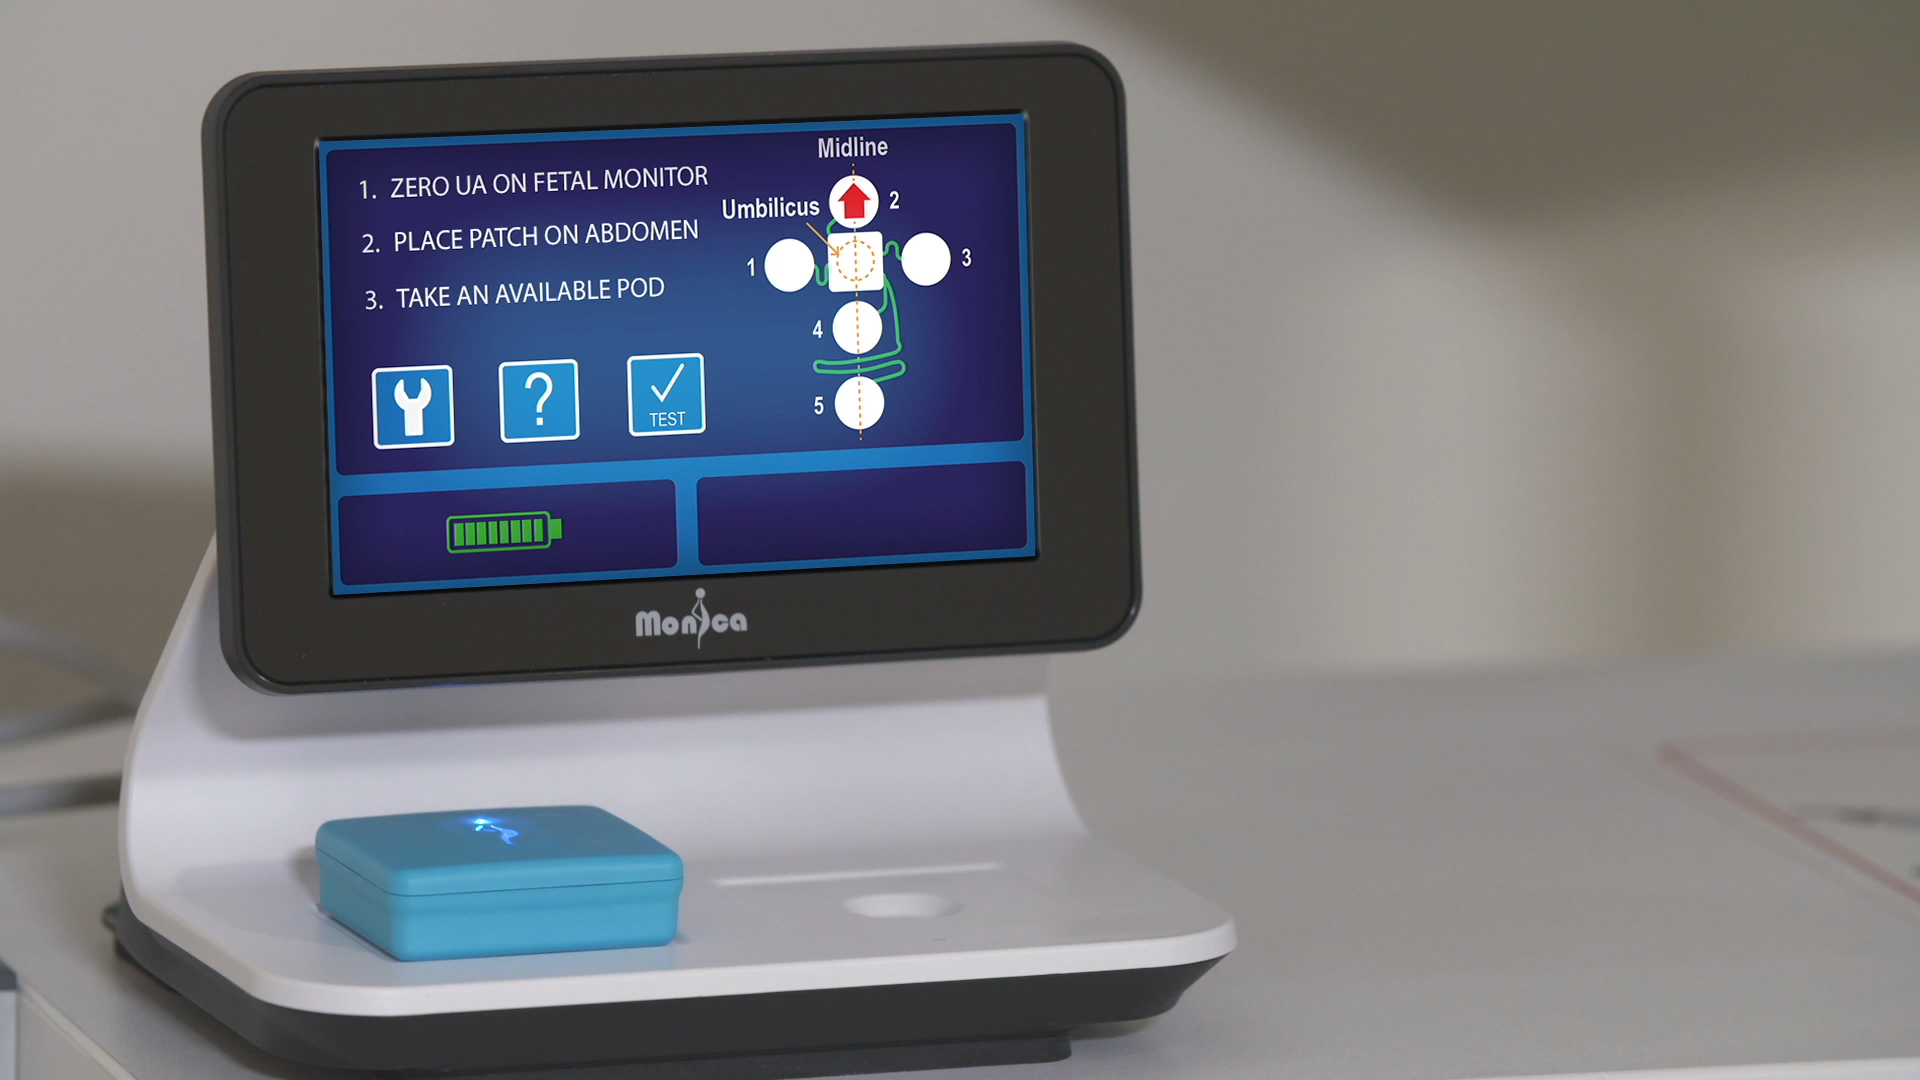 1. ZERO UA ON FETAL MONITOR
2. PLACE PATCH ON ABDOMEN
3. TAKE AN AVAILABLE POD
?
TEST
Midline
Umbilicus
2
1
3
4
5
Monica